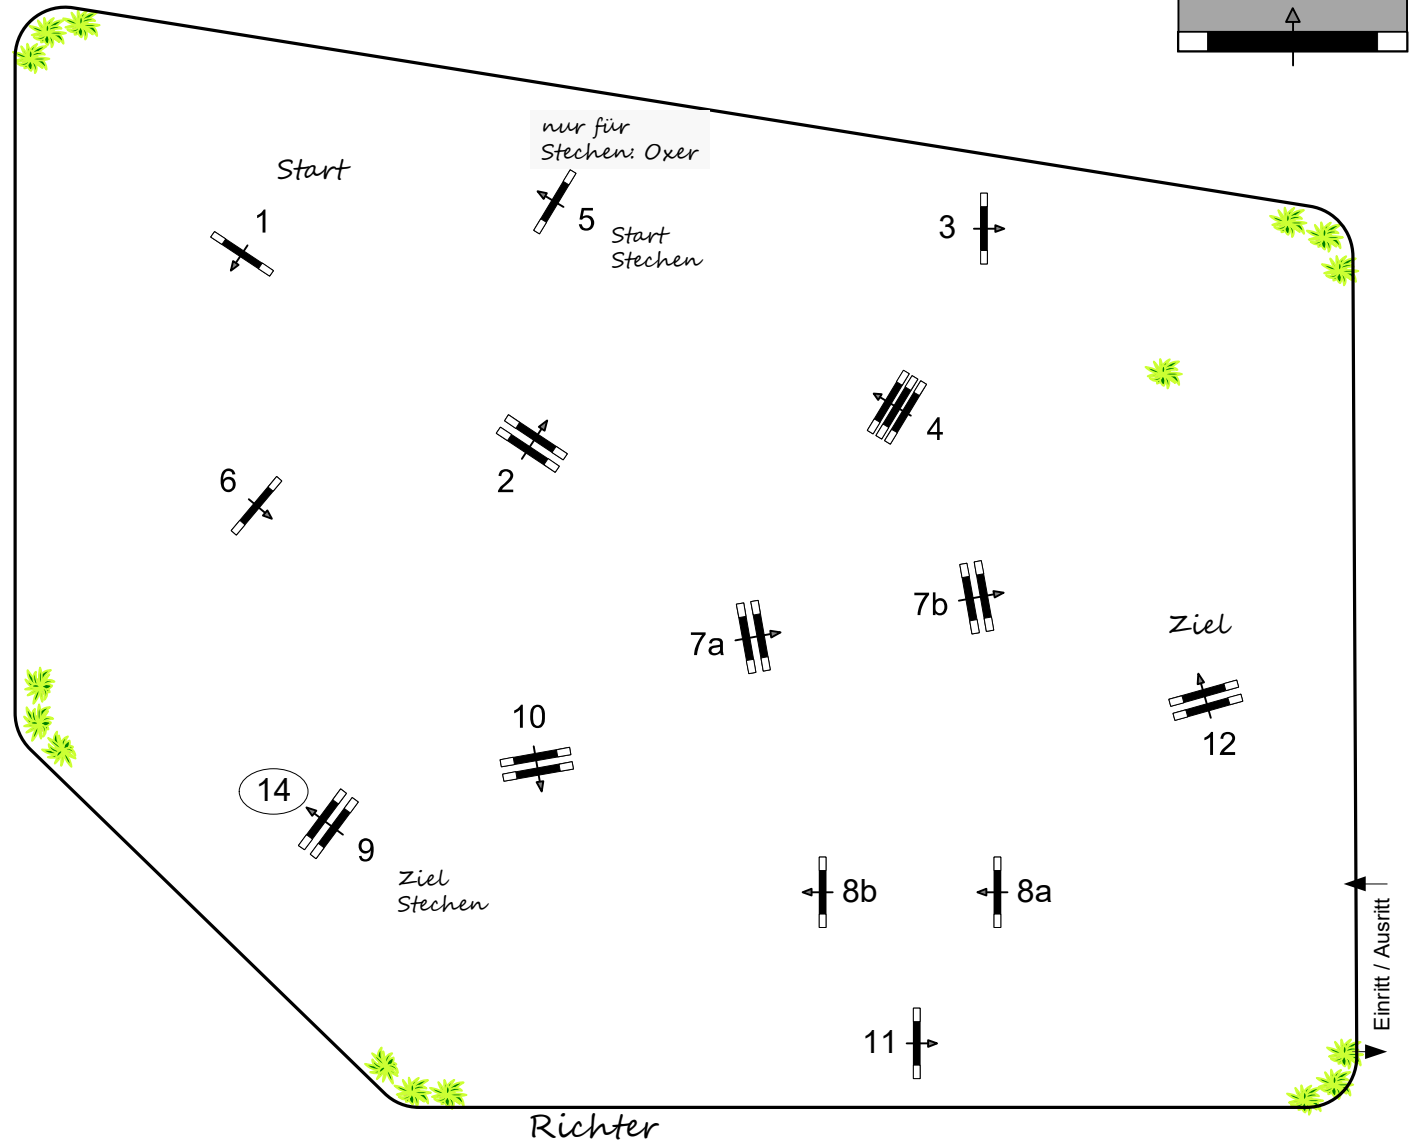 nur für
Stechen: Oxer
Start
1
5
Start
Stechen
3
4
6
2
7b
7a
Ziel
10
12
14
9
Ziel
Stechen
8b
8a
Einritt / Ausritt
11
Richter